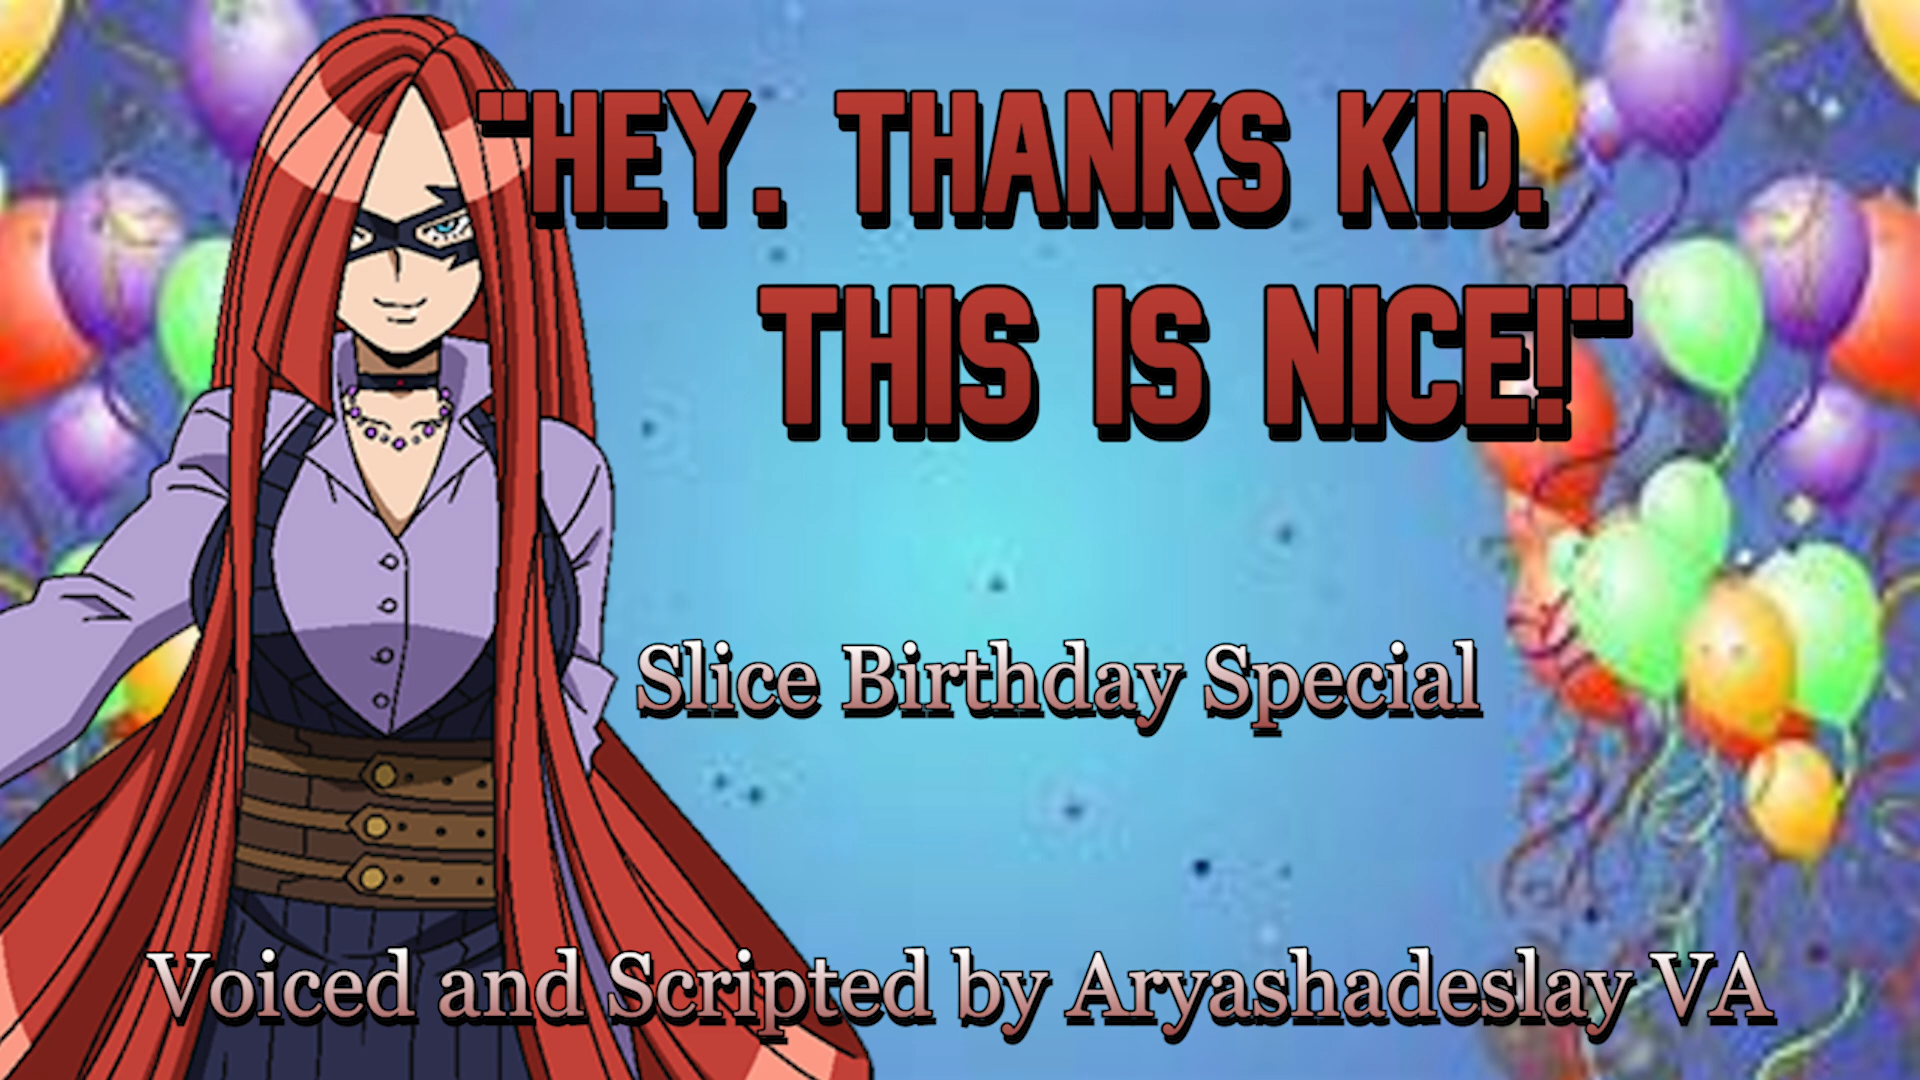 "HEY. THANKS KID.
THIS IS NICE!"
Slice Birthday Special
Voiced and Scripted by Aryashadeslay VA